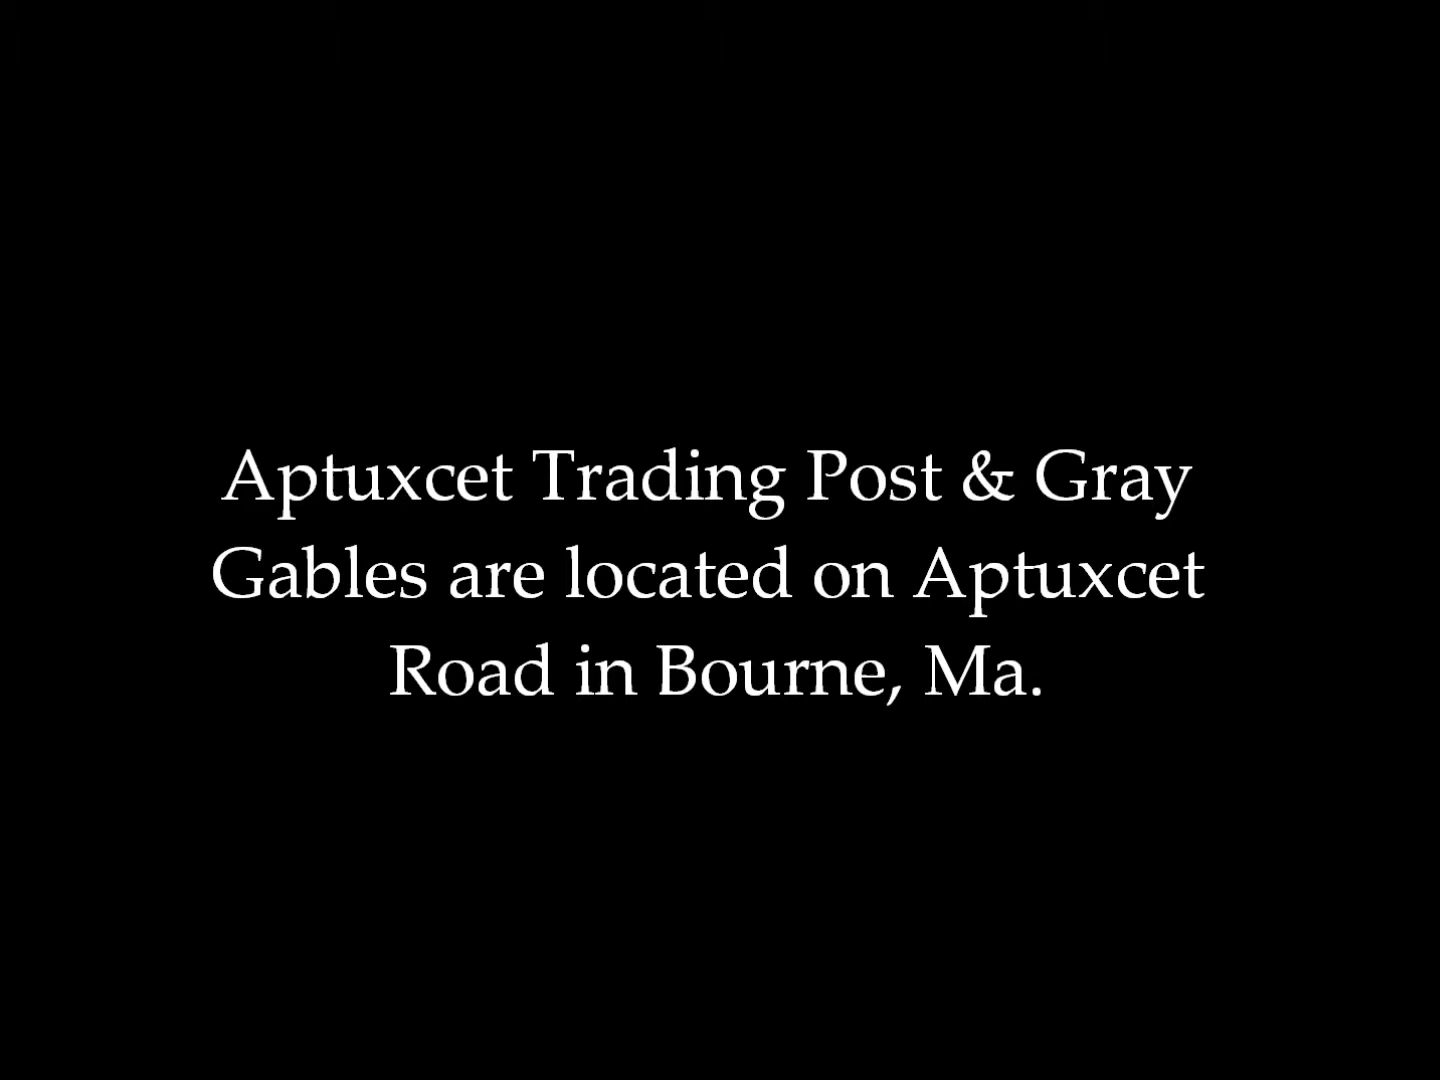 Aptuxcet Trading Post & Gray
Gables are located on Aptuxcet
Road in Bourne, Ma.